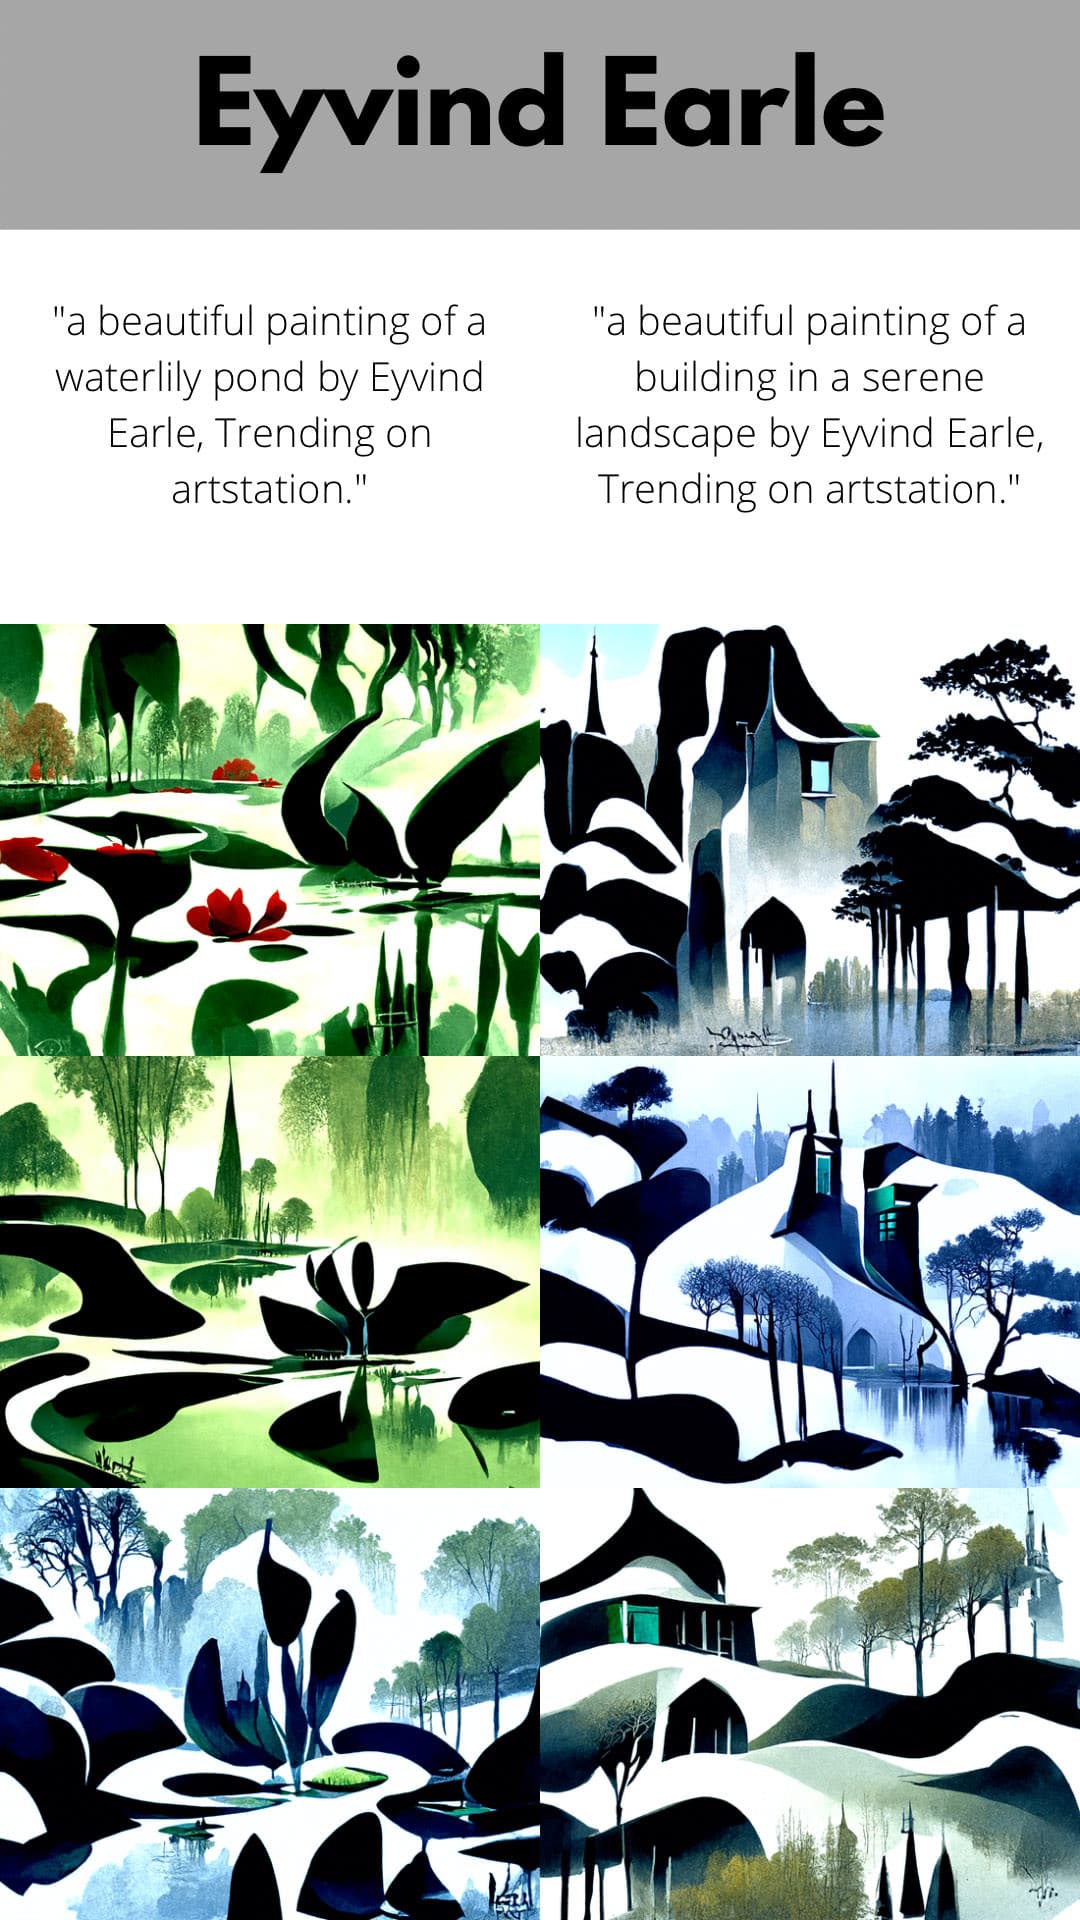 Eyvind Earle
"a beautiful painting of a
waterlily pond by Eyvind
Earle, Trending on
artstation."
"a beautiful painting of a
building in a serene
landscape by Eyvind Earle,
Trending on artstation."